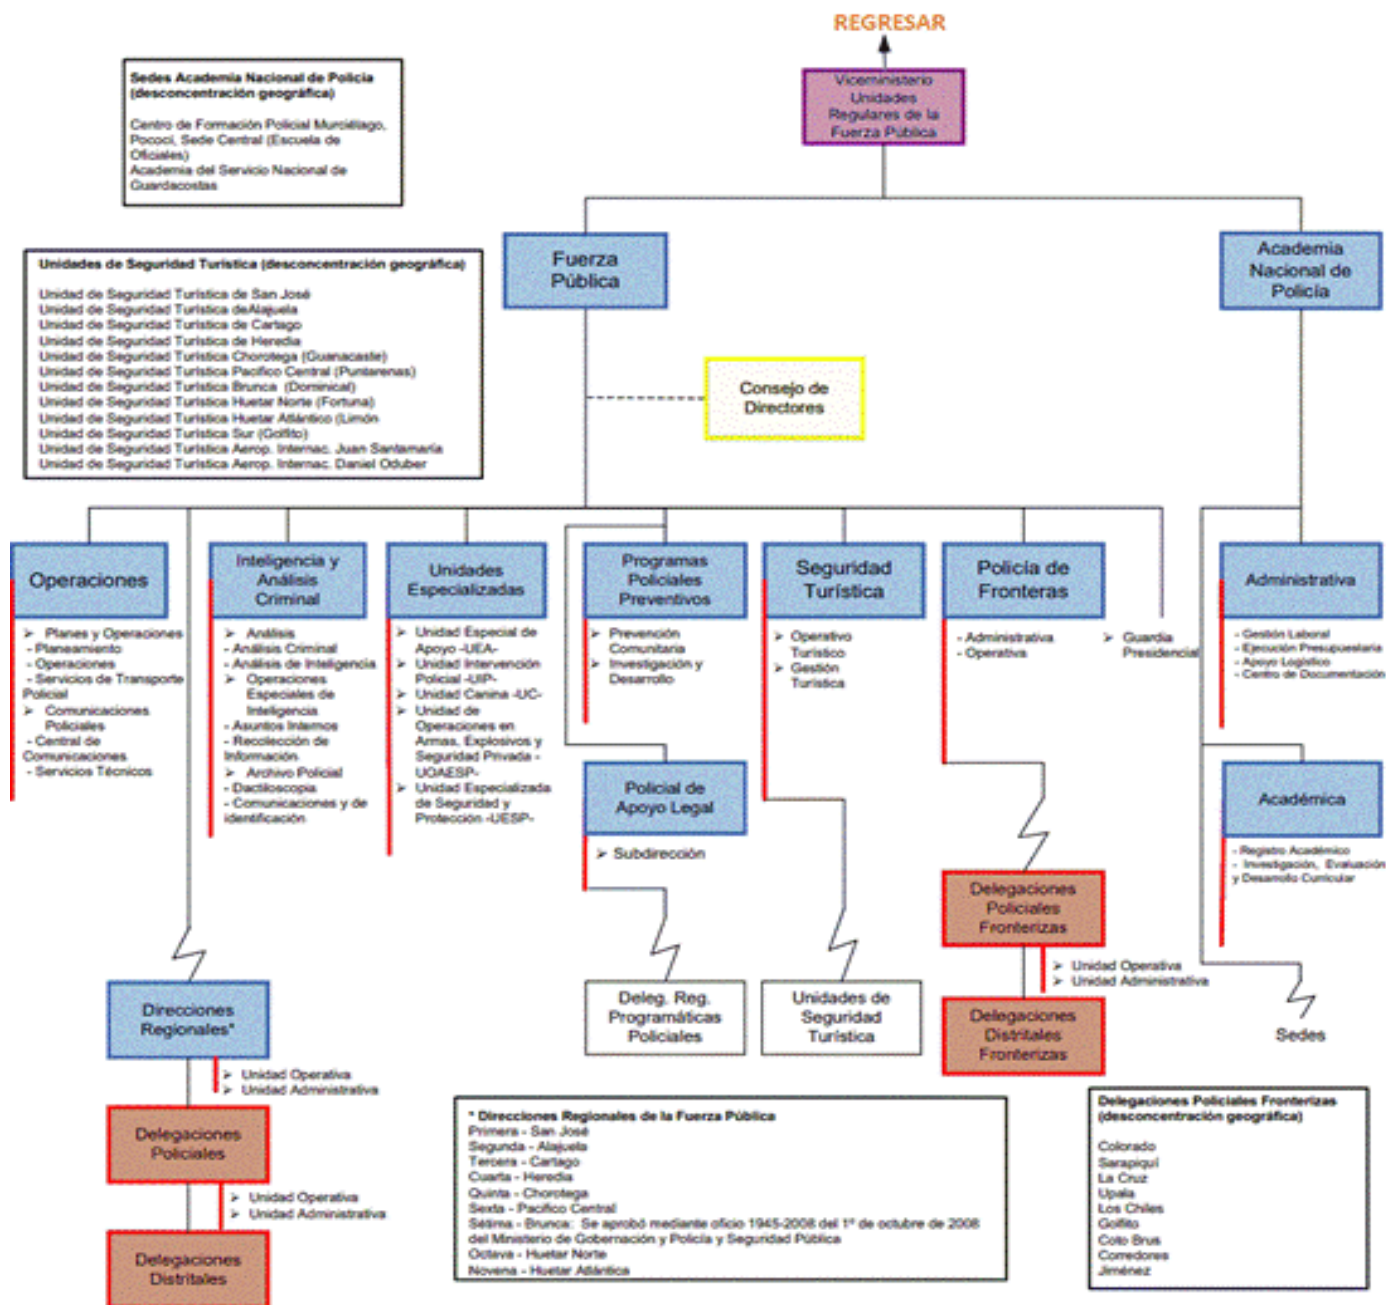 REGRESAR
Viceministerio
Unidades
Regulares de la
Fuerza Pública
Sedes Academia Nacional de Policía
(desconcentración geográfica)
Centro de Formación Policial Murciélago,
Pococí, Sede Central (Escuela de
Oficiales)
Academia del Servicio Nacional de
Guardacostas
Unidades de Seguridad Turística (desconcentración geográfica)
Unidad de Seguridad Turística de San José
Unidad de Seguridad Turística deAlajuela
Unidad de Seguridad Turística de Cartago
Unidad de Seguridad Turística de Heredia
Unidad de Seguridad Turística Chorotega (Guanacaste)
Unidad de Seguridad Turística Pacífico Central (Puntarenas)
Unidad de Seguridad Turística Brunca (Dominical)
Unidad de Seguridad Turística Huetar Norte (Fortuna)
Unidad de Seguridad Turística Huetar Atlántico (Limón
Unidad de Seguridad Turística Sur (Golfito)
Unidad de Seguridad Turística Aerop. Internac. Juan Santamaría
Unidad de Seguridad Turística Aerop. Internac. Daniel Oduber
Fuerza
Pública
Academia
Nacional de
Policía
Consejo de
Directores
Operaciones
➢ Planes y Operaciones
- Planeamiento
- Operaciones
- Servicios de Transporte
Policial
➢ Comunicaciones
Policiales
- Central de
Comunicaciones
- Servicios Técnicos
Inteligencia y
Análisis
Criminal
➢ Análisis
- Análisis Criminal
- Análisis de Inteligencia
➢ Operaciones
Especiales de
Inteligencia
- Asuntos Internos
- Recolección de
Información
➢ Archivo Policial
- Dactiloscopia
- Comunicaciones y de
identificación
Unidades
Especializadas
➢ Unidad Especial de
Apoyo -UEA-
➢ Unidad Intervención
Policial -UIP-
➢ Unidad Canina -UC-
➢ Unidad de
Operaciones en
Armas, Explosivos y
Seguridad Privada -
UOAESP-
➢ Unidad Especializada
de Seguridad y
Protección -UESP-
Programas
Policiales
Preventivos
➢ Prevención
Comunitaria
➢ Investigación y
Desarrollo
Policial de
Apoyo Legal
➢ Subdirección
Seguridad
Turística
➢ Operativo
Turístico
➢ Gestión
Turística
Policía de
Fronteras
- Administrativa
- Operativa
➢ Guardia
Presidencial
Administrativa
- Gestión Laboral
- Ejecución Presupuestaria
- Apoyo Logístico
- Centro de Documentación
Académica
- Registro Académico
- Investigación, Evaluación
y Desarrollo Curricular
Delegaciones
Policiales
Fronterizas
➢ Unidad Operativa
➢ Unidad Administrativa
Delegaciones
Distritales
Fronterizas
Sedes
Direcciones
Regionales*
➢ Unidad Operativa
➢ Unidad Administrativa
Delegaciones
Policiales
➢ Unidad Operativa
➢ Unidad Administrativa
Delegaciones
Distritales
Deleg. Reg.
Programáticas
Policiales
Unidades de
Seguridad
Turística
* Direcciones Regionales de la Fuerza Pública
Primera - San José
Segunda - Alajuela
Tercera - Cartago
Cuarta - Heredia
Quinta - Chorotega
Sexta - Pacífico Central
Sétima - Brunca: Se aprobó mediante oficio 1945-2008 del 1º de octubre de 2008
del Ministerio de Gobernación y Policía y Seguridad Pública
Octava - Huetar Norte
Novena - Huetar Atlántica
Delegaciones Policiales Fronterizas
(desconcentración geográfica)
Colorado
Sarapiquí
La Cruz
Upala
Los Chiles
Golfito
Coto Brus
Corredores
Jiménez